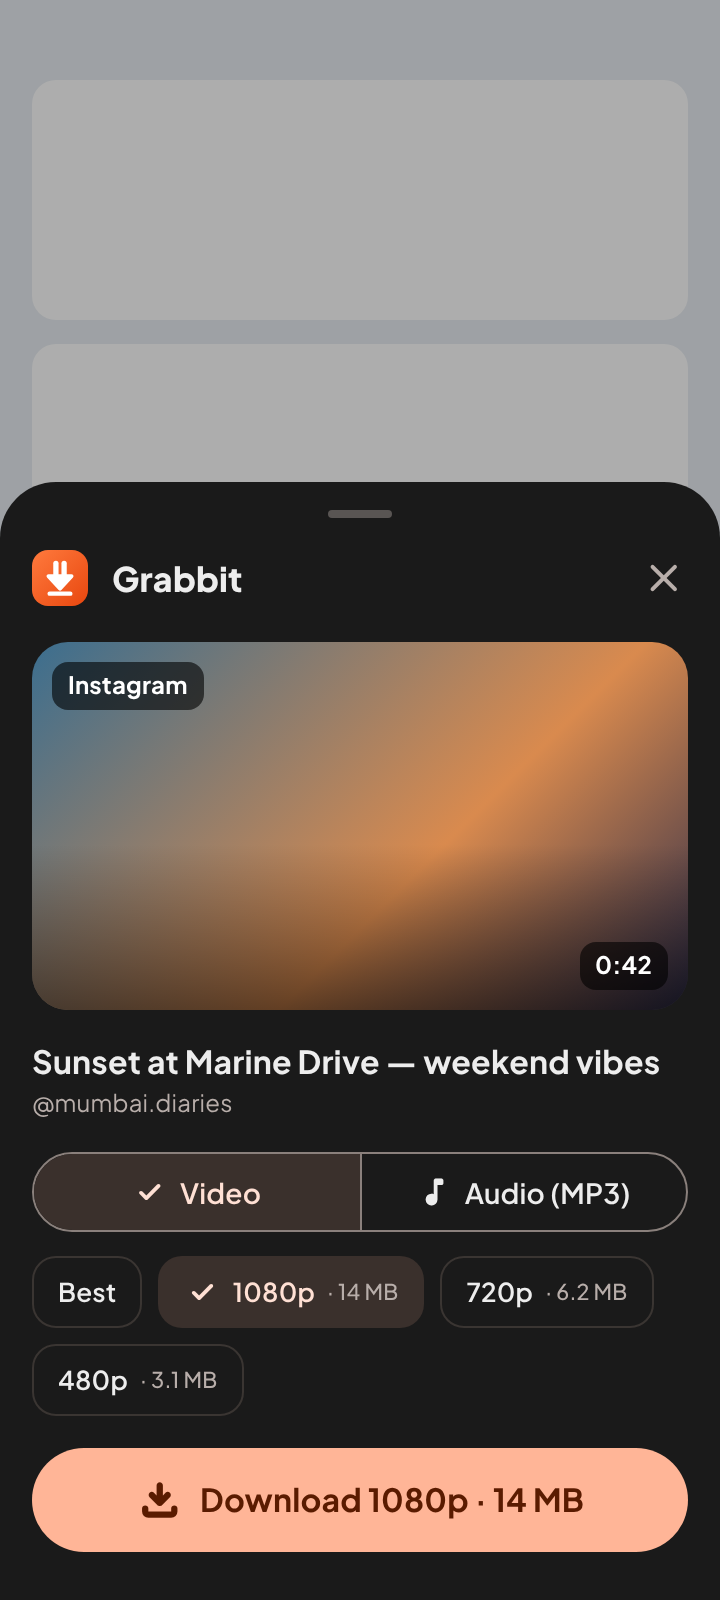 Grabbit
Instagram
0:42
Sunset at Marine Drive — weekend vibes
@mumbai.diaries
Video
Audio (MP3)
Best
1080p · 14 MB
720p · 6.2 MB
480p · 3.1 MB
Download 1080p · 14 MB